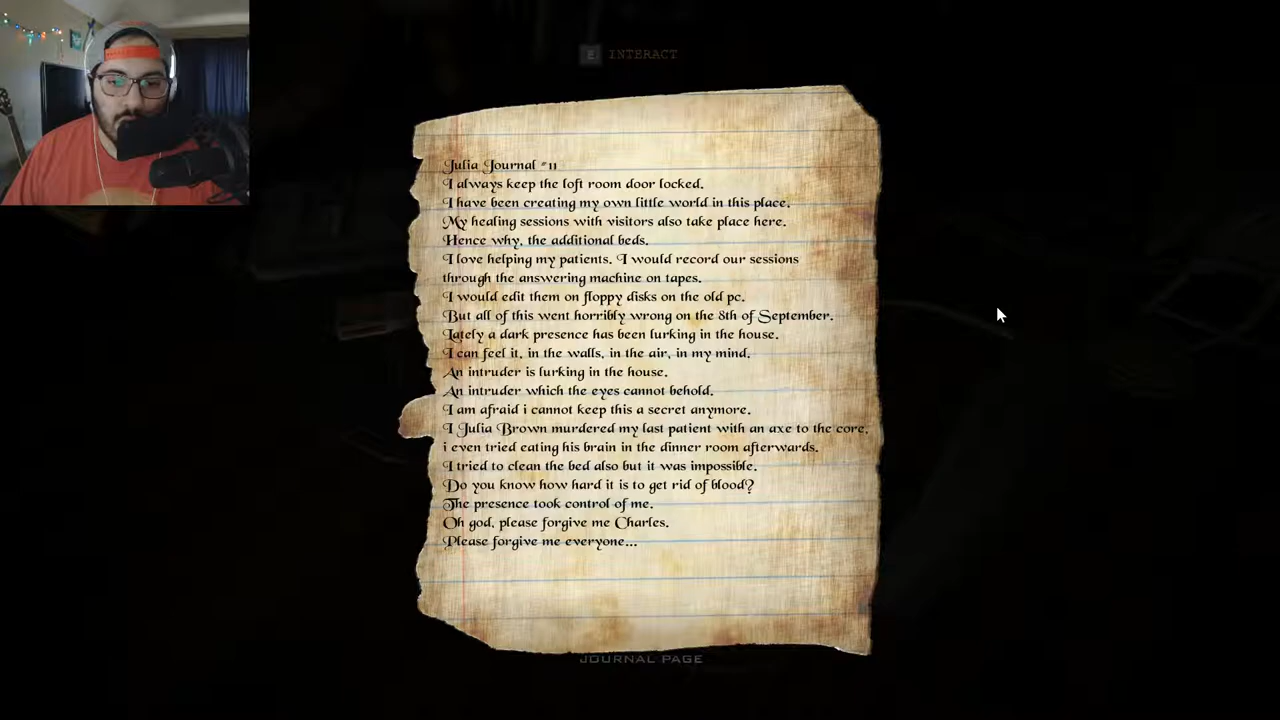 E INTERACT
Julia Journal #11
I always keep the loft room door locked.
I have been creating my own little world in this place.
My healing sessions with visitors also take place here.
Hence why, the additional beds.
I love helping my patients. I would record our sessions
through the answering machine on tapes.
I would edit them on floppy disks on the old pc.
But all of this went horribly wrong on the 8th of September.
Lately a dark presence has been lurking in the house.
I can feel it, in the walls, in the air, in my mind.
An intruder is lurking in the house.
An intruder which the eyes cannot behold.
I am afraid i cannot keep this a secret anymore.
I Julia Brown murdered my last patient with an axe to the core,
i even tried eating his brain in the dinner room afterwards.
I tried to clean the bed also but it was impossible.
Do you know how hard it is to get rid of blood?
The presence took control of me.
Oh god, please forgive me Charles.
Please forgive me everyone...
JOURNAL PAGE